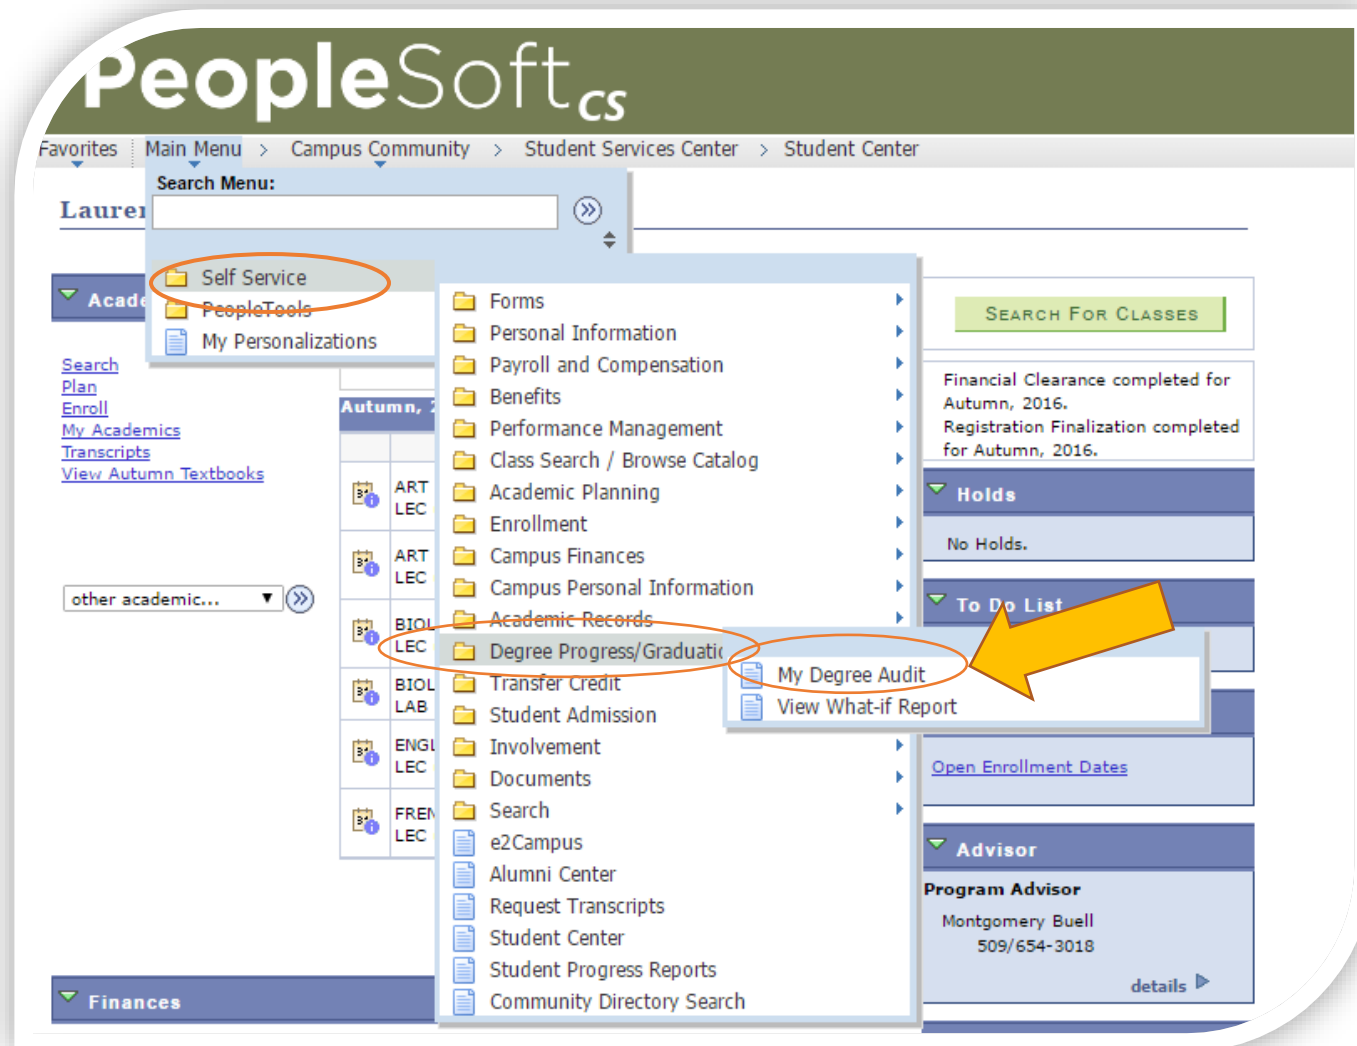 PeopleSoft CS
Favorites Main Menu > Campus Community > Student Services Center > Student Center
Search Menu:
Self Service
PeopleTools
My Personalizations
Search
Plan
Enroll
My Academics
Transcripts
View Autumn Textbooks
other academic...
Autumn,
ART
LEC
ART
LEC
LEC
LAB
LEC
LEC
Finances
Forms
Personal Information
Payroll and Compensation
Benefits
Performance Management
Class Search / Browse Catalog
Academic Planning
Enrollment
Campus Finances
Campus Personal Information
Academic Records
Degree Progress/
Transfer Credit
Student Admission
Involvement
Documents
Search
e2Campus
Alumni Center
Request Transcripts
Student Center
Student Progress Reports
Community Directory Search
My Degree Audit
View What-if Report
SEARCH FOR CLASSES
Financial Clearance completed for
Autumn, 2016.
Registration Finalization completed
for Autumn, 2016.
Holds
No Holds.
To Do List
Open Enrollment Dates
Advisor
Program Advisor
Montgomery Buell
509/654-3018
details